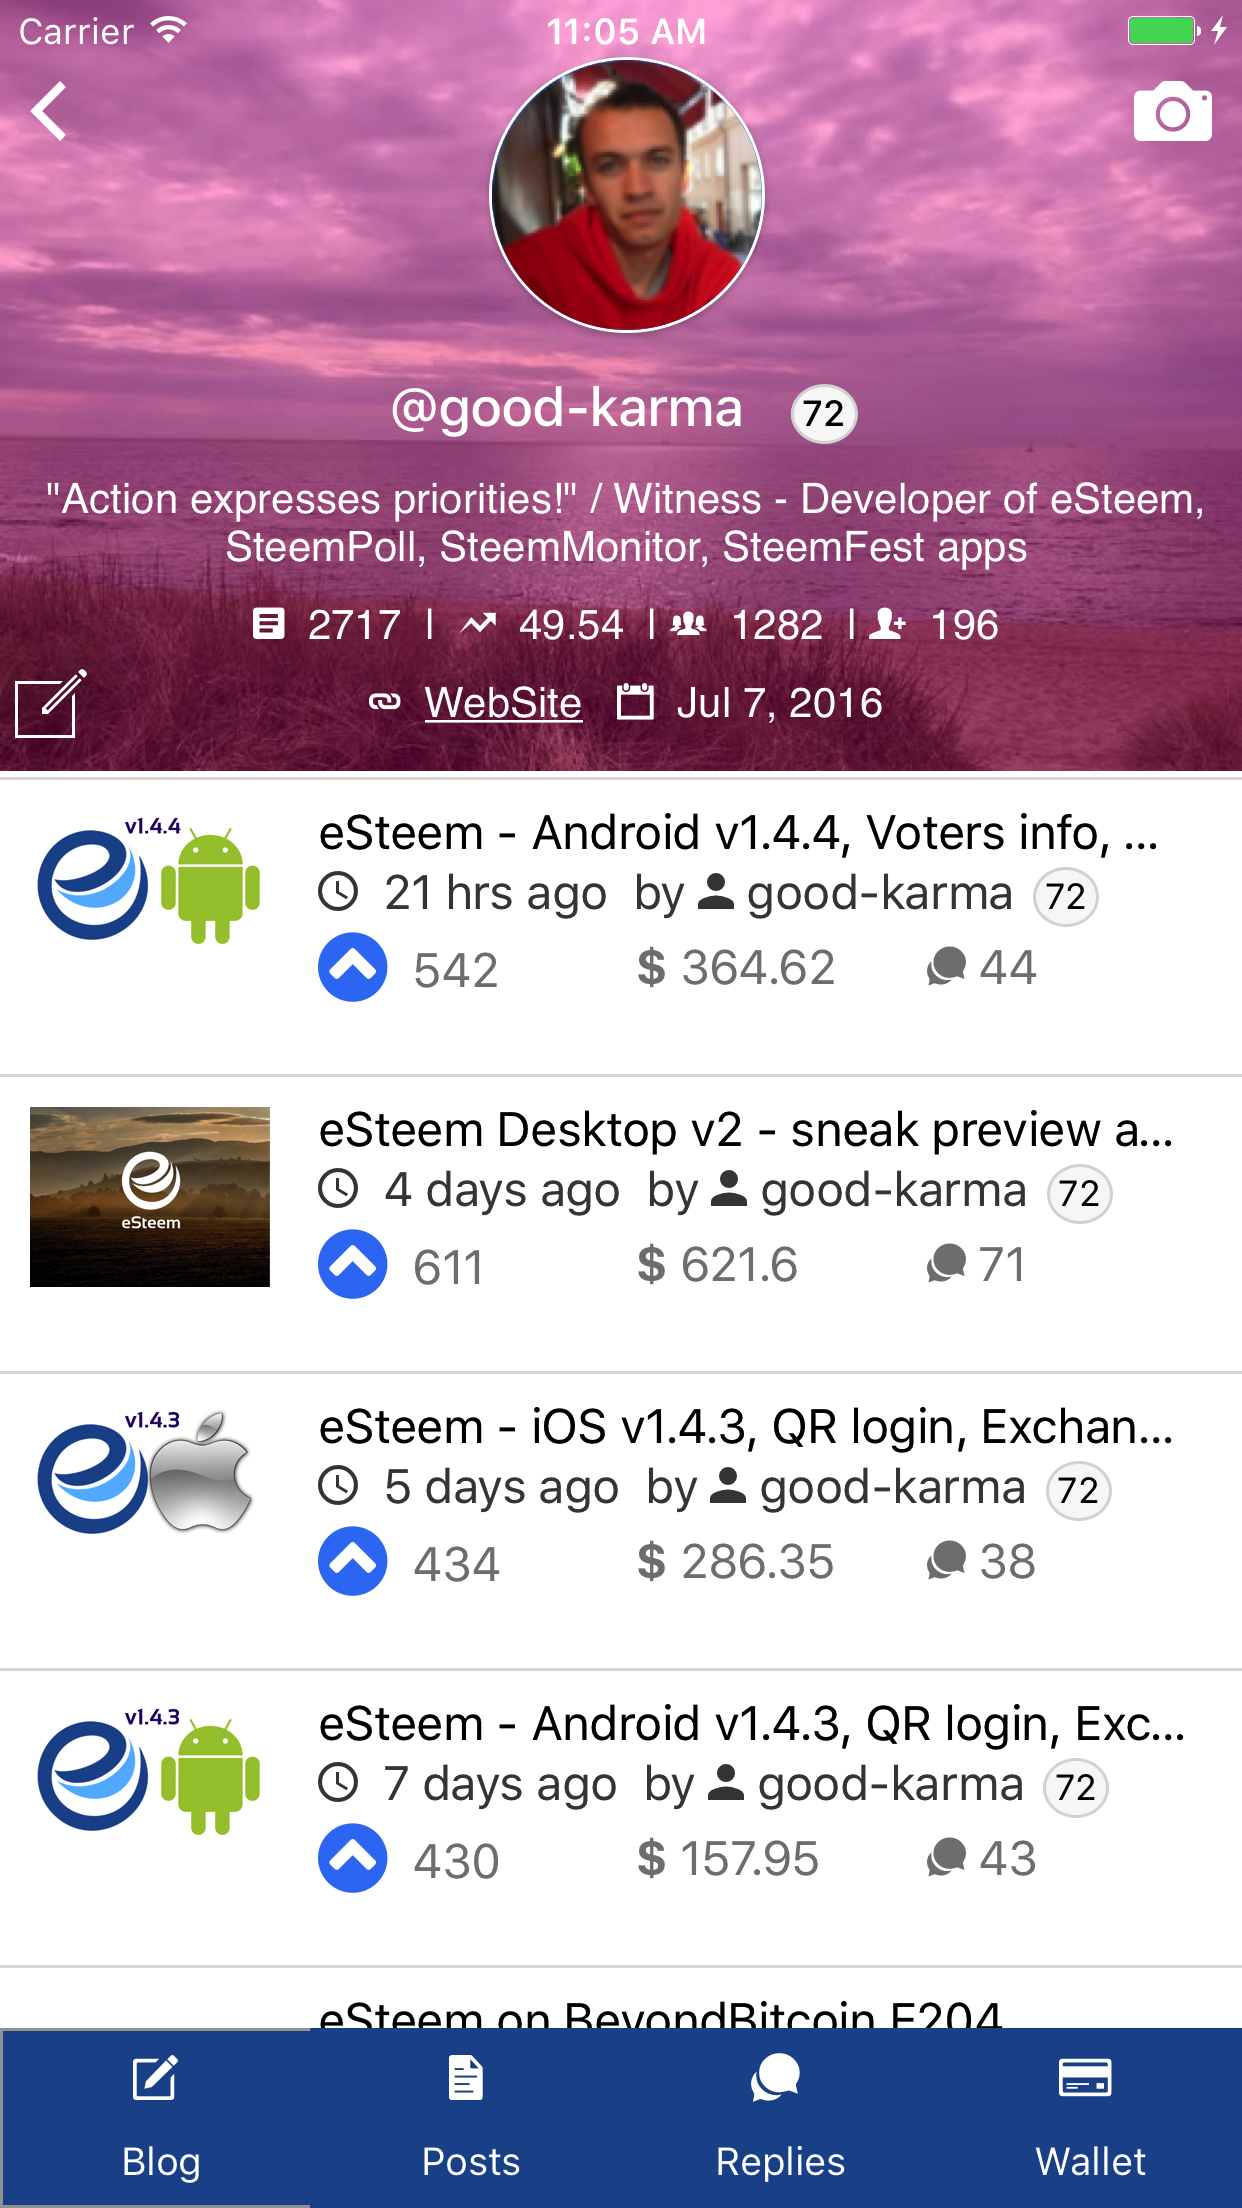 Carrier 11:05 AM
@good-karma 72
"Action expresses priorities!" / Witness - Developer of eSteem,
SteemPoll, SteemMonitor, SteemFest apps
2717 | 49.54 | 1282 | 196
WebSite Jul 7, 2016
v1.4.4
eSteem - Android v1.4.4, Voters info, ...
21 hrs ago by good-karma 72
542 $ 364.62 44
eSteem
eSteem Desktop v2 - sneak preview a...
4 days ago by good-karma 72
611 $ 621.6 71
v1.4.3
eSteem - iOS v1.4.3, QR login, Exchan...
5 days ago by good-karma 72
434 $ 286.35 38
v1.4.3
eSteem - Android v1.4.3, QR login, Exc...
7 days ago by good-karma 72
430 $ 157.95 43
eSteem on BeyondBitcoin E204
Blog Posts Replies Wallet